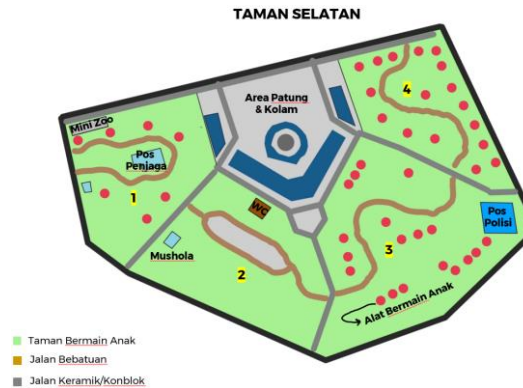 TAMAN SELATAN
Area Patung
& Kolam
4
Mini Zoo
Pos
Penjaga
1
WC
Pos
Polisi
Mushola
2
3
Alat Bermain Anak
Taman Bermain Anak
Jalan Bebatuan
Jalan Keramik/Konblok